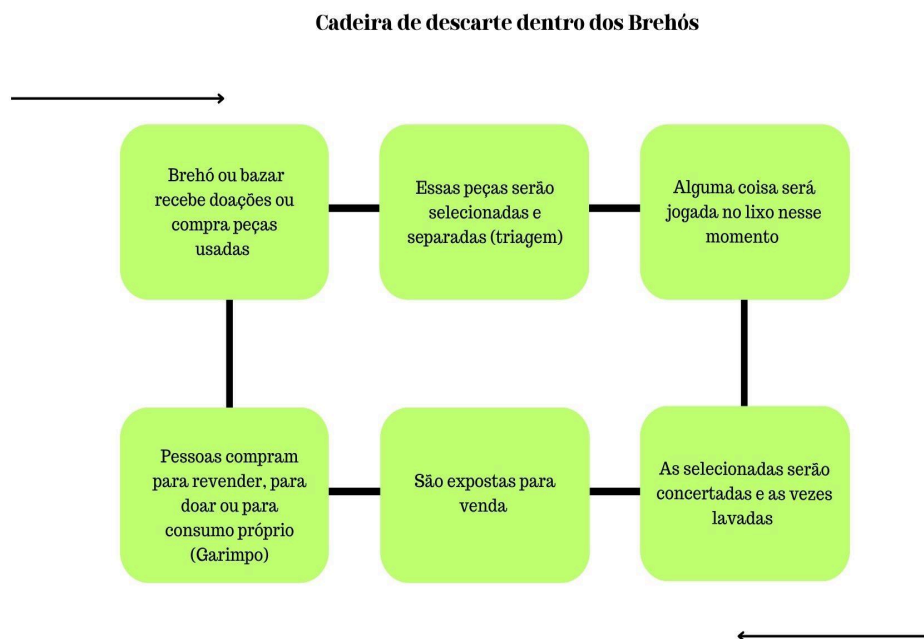 Cadeira de descarte dentro dos Brehós
Brehó ou bazar
recebe doações ou
compra peças
usadas
Essas peças serão
selecionadas e
separadas (triagem)
Alguma coisa será
jogada no lixo nesse
momento
As selecionadas serão
concertadas e as vezes
lavadas
São expostas para
venda
Pessoas compram
para revender, para
doar ou para
consumo próprio
(Garimpo)